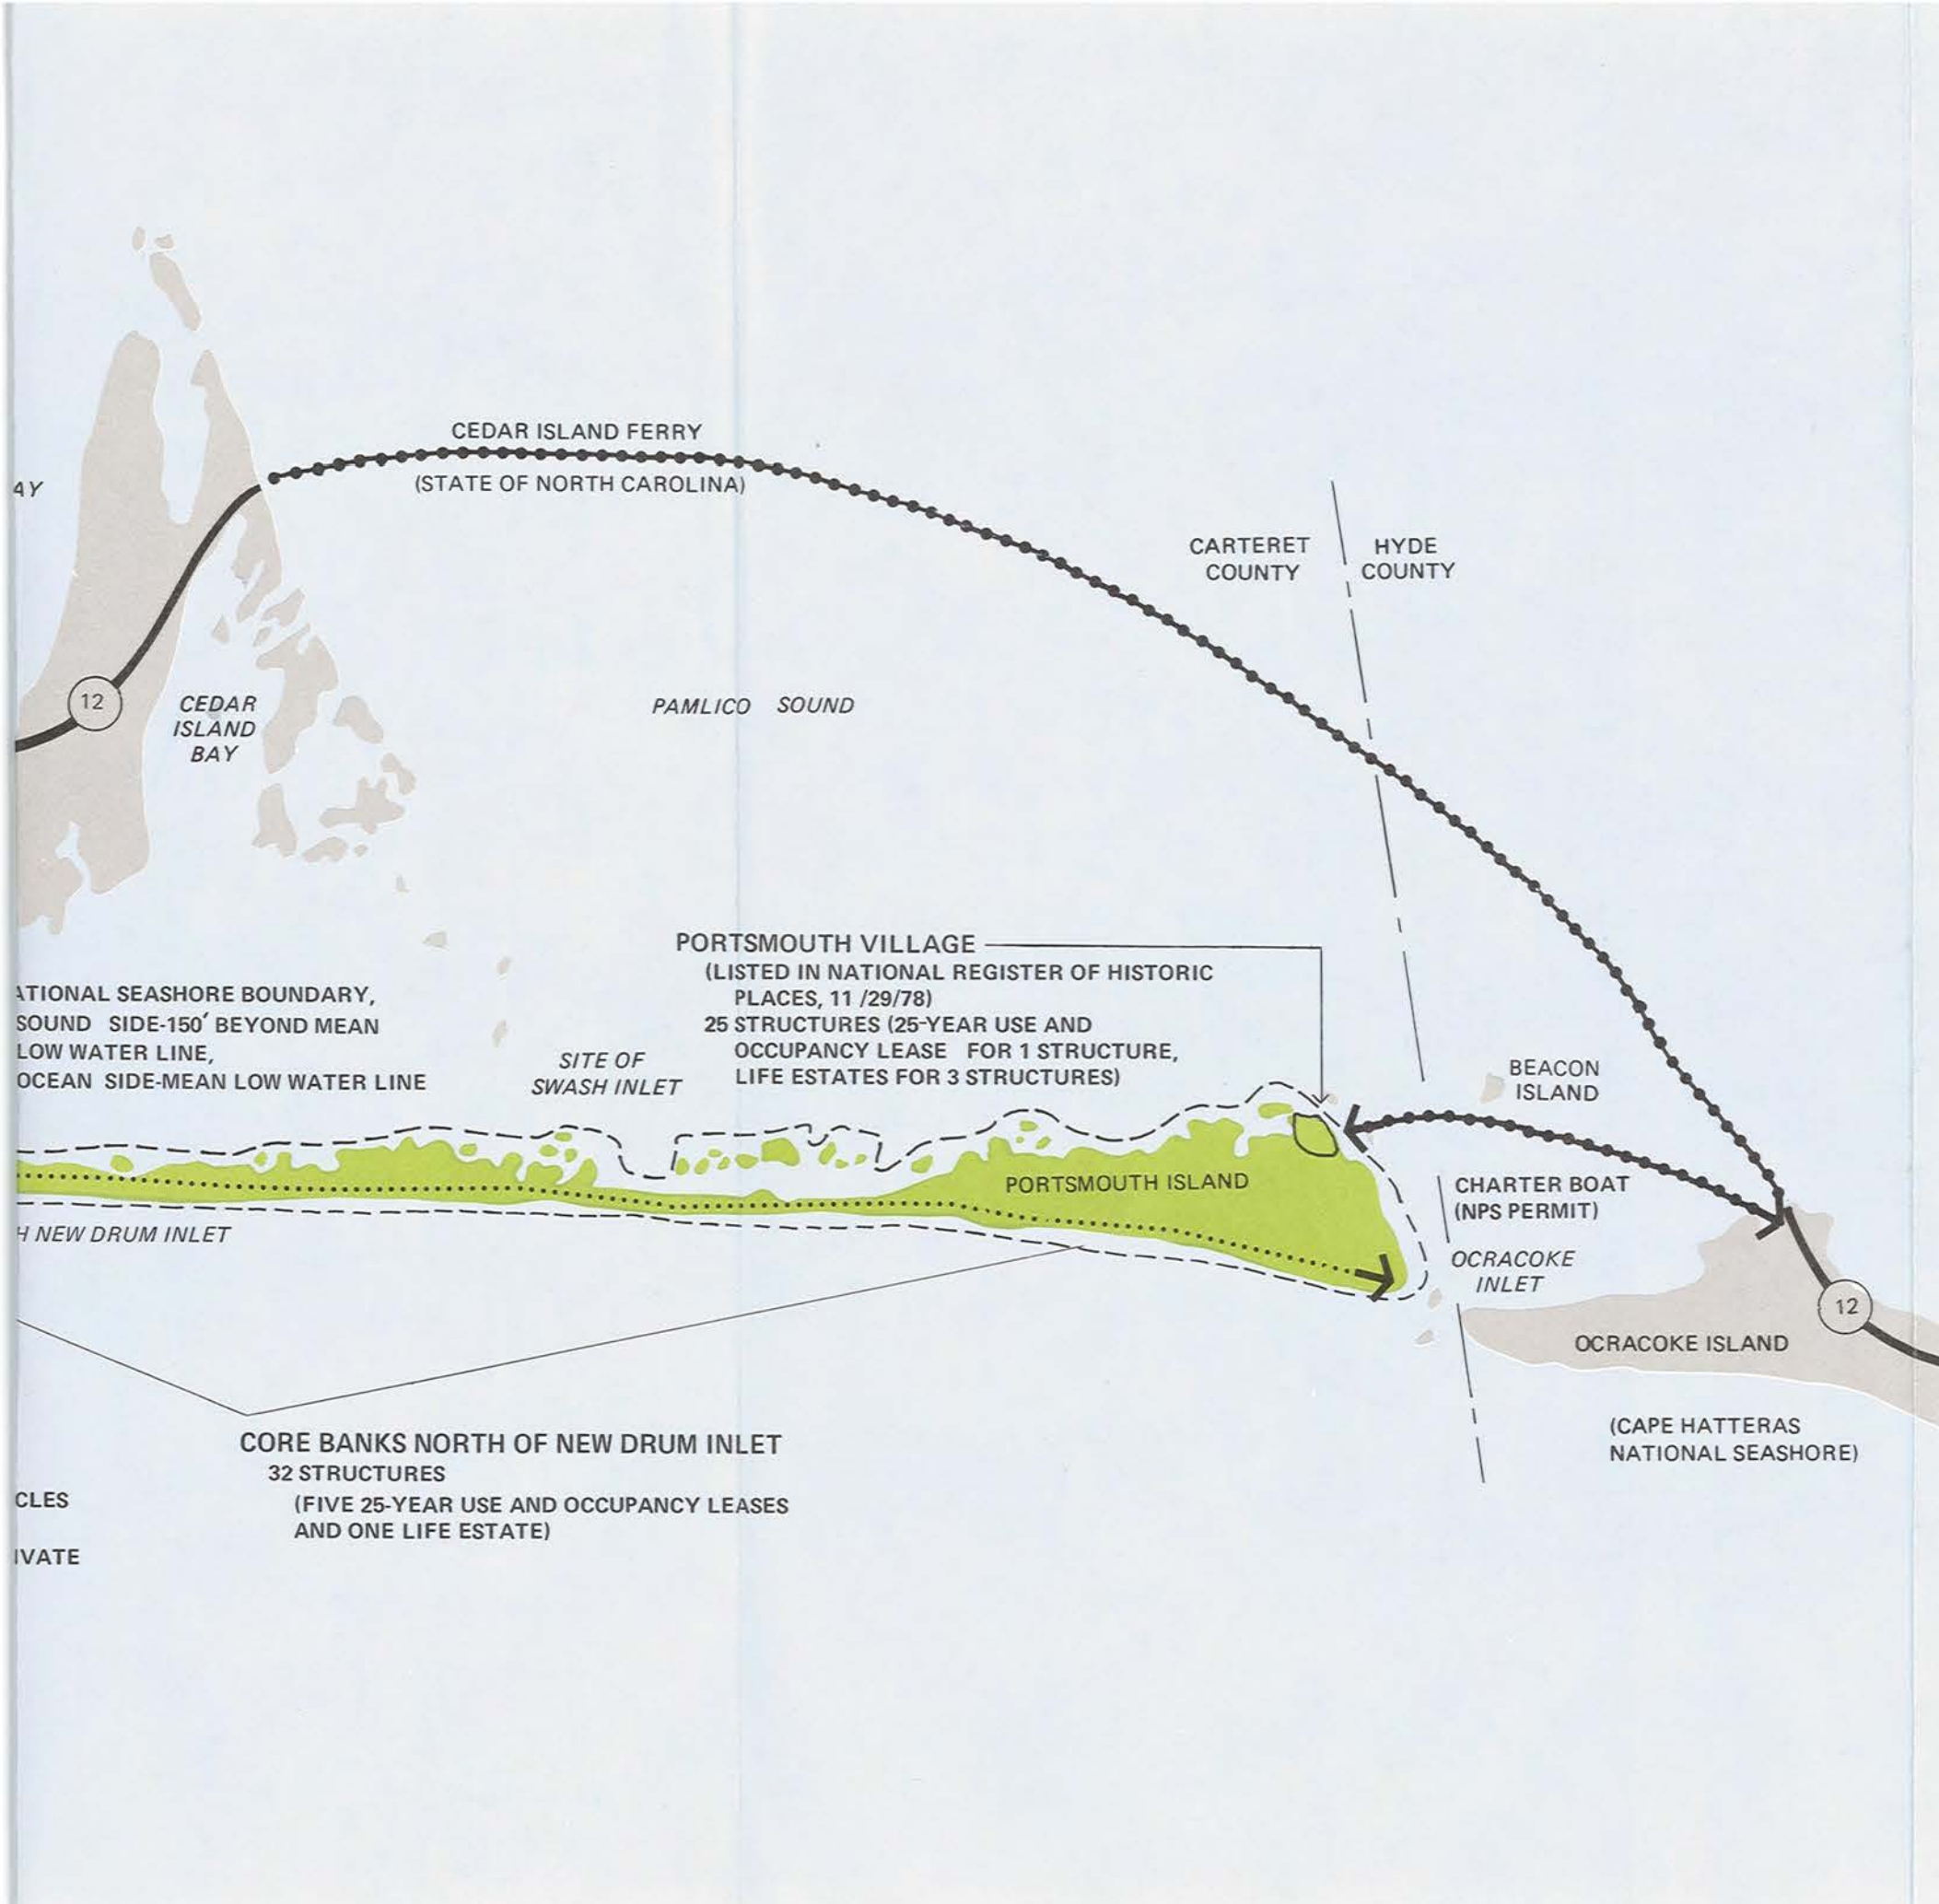 CEDAR ISLAND FERRY
(STATE OF NORTH CAROLINA)
AY
CARTERET
COUNTY
HYDE
COUNTY
12
CEDAR
ISLAND
BAY
PAMLICO SOUND
PORTSMOUTH VILLAGE
(LISTED IN NATIONAL REGISTER OF HISTORIC
PLACES, 11 /29/78)
25 STRUCTURES (25-YEAR USE AND
OCCUPANCY LEASE FOR 1 STRUCTURE,
LIFE ESTATES FOR 3 STRUCTURES)
ATIONAL SEASHORE BOUNDARY,
SOUND SIDE-150′ BEYOND MEAN
LOW WATER LINE,
OCEAN SIDE-MEAN LOW WATER LINE
SITE OF
SWASH INLET
BEACON
ISLAND
PORTSMOUTH ISLAND
CHARTER BOAT
(NPS PERMIT)
H NEW DRUM INLET
OCRACOKE
INLET
12
OCRACOKE ISLAND
(CAPE HATTERAS
NATIONAL SEASHORE)
CORE BANKS NORTH OF NEW DRUM INLET
32 STRUCTURES
(FIVE 25-YEAR USE AND OCCUPANCY LEASES
AND ONE LIFE ESTATE)
CLES
IVATE